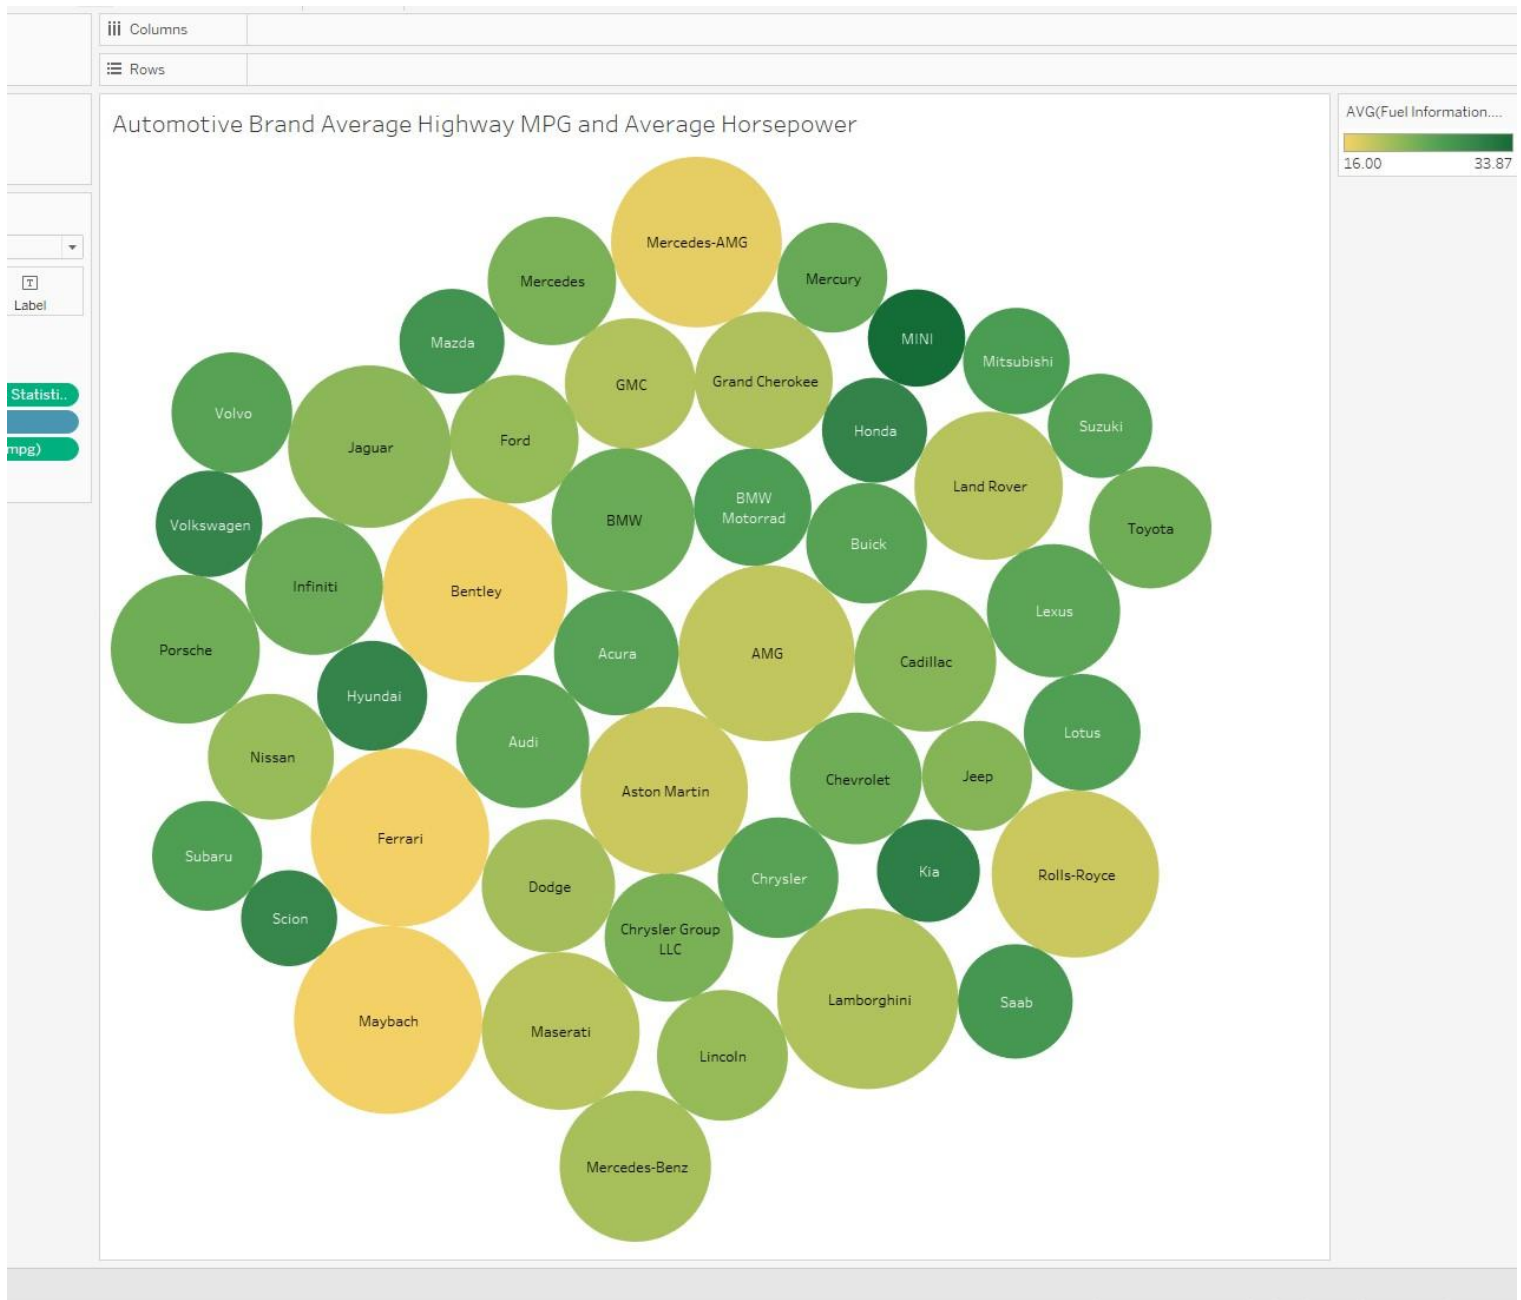 Columns
Rows
Automotive Brand Average Highway MPG and Average Horsepower
AVG(Fuel Information....
16.00 33.87
Label
Statisti..
mpg)
Mercedes-AMG
Mercedes
Mercury
MINI
Mazda
Mitsubishi
GMC
Grand Cherokee
Volvo
Suzuki
Honda
Ford
Jaguar
Land Rover
BMW
Motorrad
BMW
Volkswagen
Toyota
Buick
Infiniti
Bentley
Lexus
Porsche
Acura
AMG
Cadillac
Hyundai
Audi
Lotus
Nissan
Jeep
Chevrolet
Aston Martin
Ferrari
Subaru
Kia
Rolls-Royce
Chrysler
Dodge
Scion
Chrysler Group
LLC
Lamborghini
Saab
Maybach
Maserati
Lincoln
Mercedes-Benz